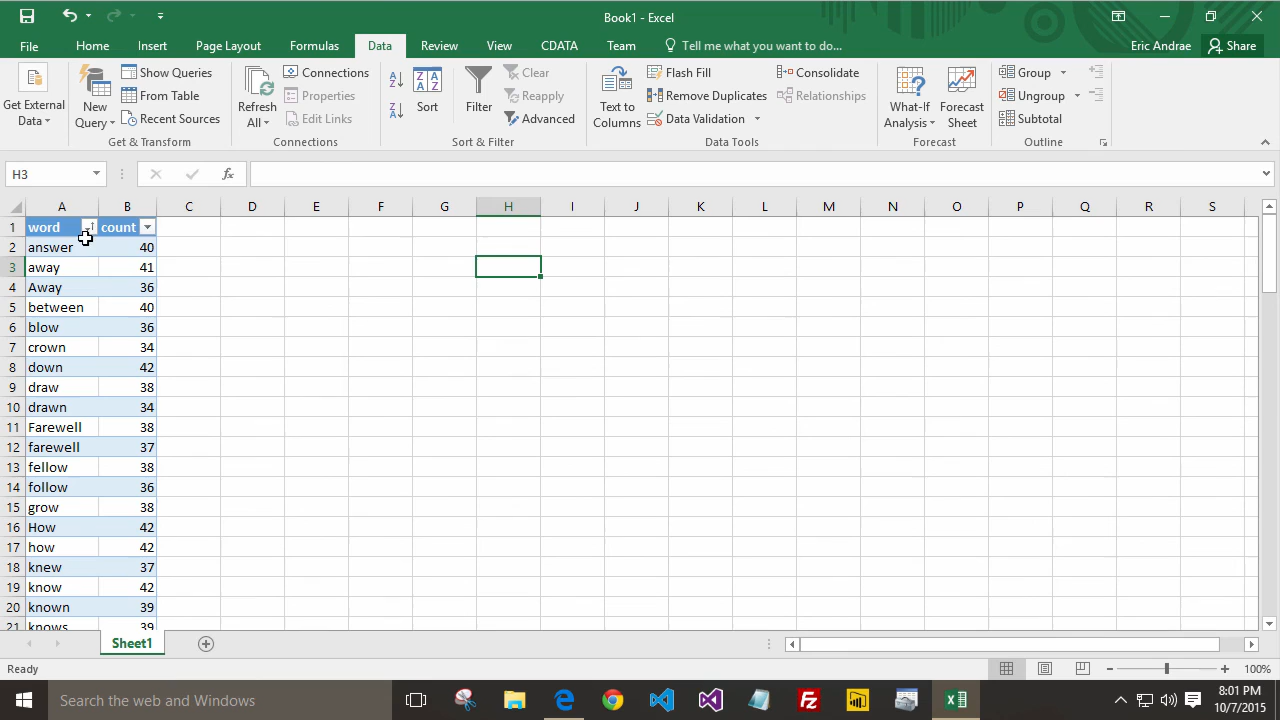 Book1 - Excel
File Home Insert Page Layout Formulas Data Review View CDATA Team Tell me what you want to do... Eric Andrae Share
Get External Data
New Query
Show Queries
From Table
Recent Sources
Get & Transform
Refresh All
Connections
Properties
Edit Links
Connections
Sort
Filter
Clear
Reapply
Advanced
Sort & Filter
Text to Columns
Flash Fill
Remove Duplicates
Data Validation
Consolidate
Relationships
Data Tools
What-If Analysis
Forecast Sheet
Forecast
Group
Ungroup
Subtotal
Outline
H3 fx
A B C D E F G H I J K L M N O P Q R S
1 word count
2 answer 40
3 away 41
4 Away 36
5 between 40
6 blow 36
7 crown 34
8 down 42
9 draw 38
10 drawn 34
11 Farewell 38
12 farewell 37
13 fellow 38
14 follow 36
15 grow 38
16 How 42
17 how 42
18 knew 37
19 know 42
20 known 39
21 knows 39
Sheet1
Ready 100%
Search the web and Windows
8:01 PM
10/7/2015